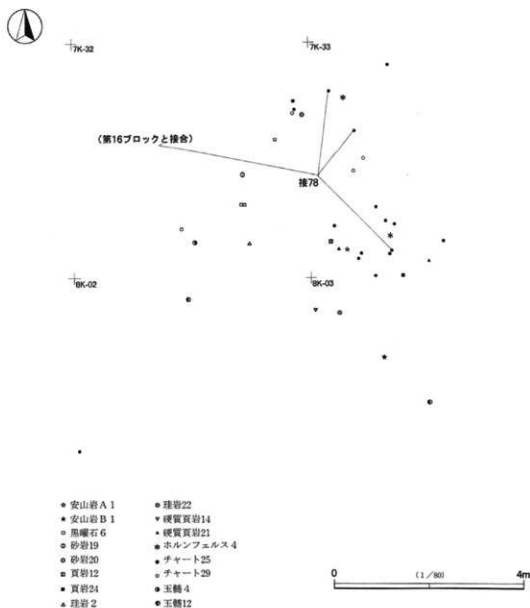 7K-32
7K-33
(第16ブロックと接合)
接78
8K-02
8K-03
安山岩A 1
安山岩B 1
黒曜石 6
砂岩19
砂岩20
頁岩12
頁岩24
珪岩 2
珪岩22
硬質頁岩14
硬質頁岩21
ホルンフェルス 4
チャート25
チャート29
玉髄 4
玉髄12
0 (1/80) 4m